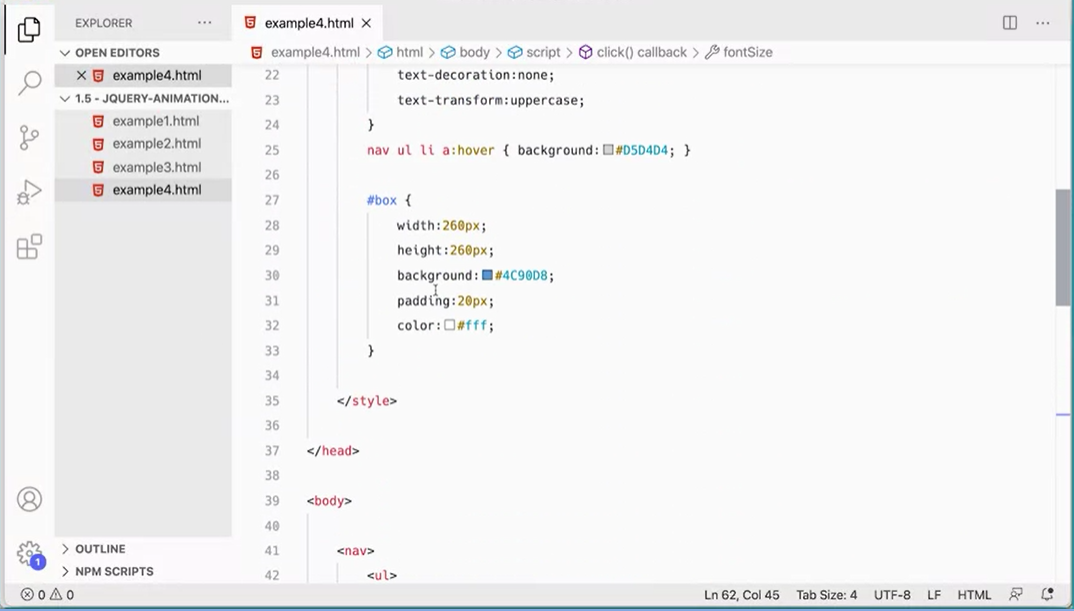 EXPLORER ···
example4.html ×
OPEN EDITORS
× example4.html
1.5 - JQUERY-ANIMATION...
example1.html
example2.html
example3.html
example4.html
OUTLINE
NPM SCRIPTS
example4.html > html > body > script > click() callback > fontSize
22 text-decoration:none;
23 text-transform:uppercase;
24 }
25 nav ul li a:hover { background:#D5D4D4; }
26
27 #box {
28 width:260px;
29 height:260px;
30 background:#4C90D8;
31 padding:20px;
32 color:#fff;
33 }
34
35 </style>
36
37 </head>
38
39 <body>
40
41 <nav>
42 <ul>
1
0 0 Ln 62, Col 45 Tab Size: 4 UTF-8 LF HTML